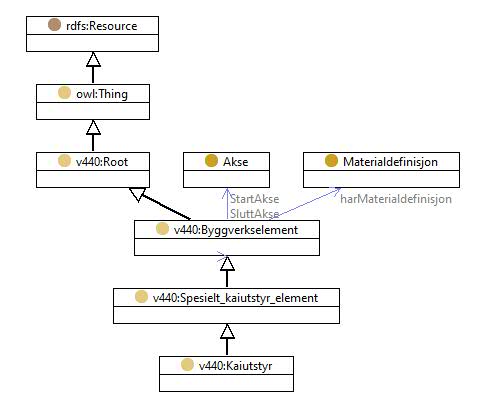 rdfs:Resource
owl:Thing
v440:Root
Akse
Materialdefinisjon
StartAkse
SluttAkse
harMaterialdefinisjon
v440:Byggverkselement
v440:Spesielt_kaiutstyr_element
v440:Kaiutstyr